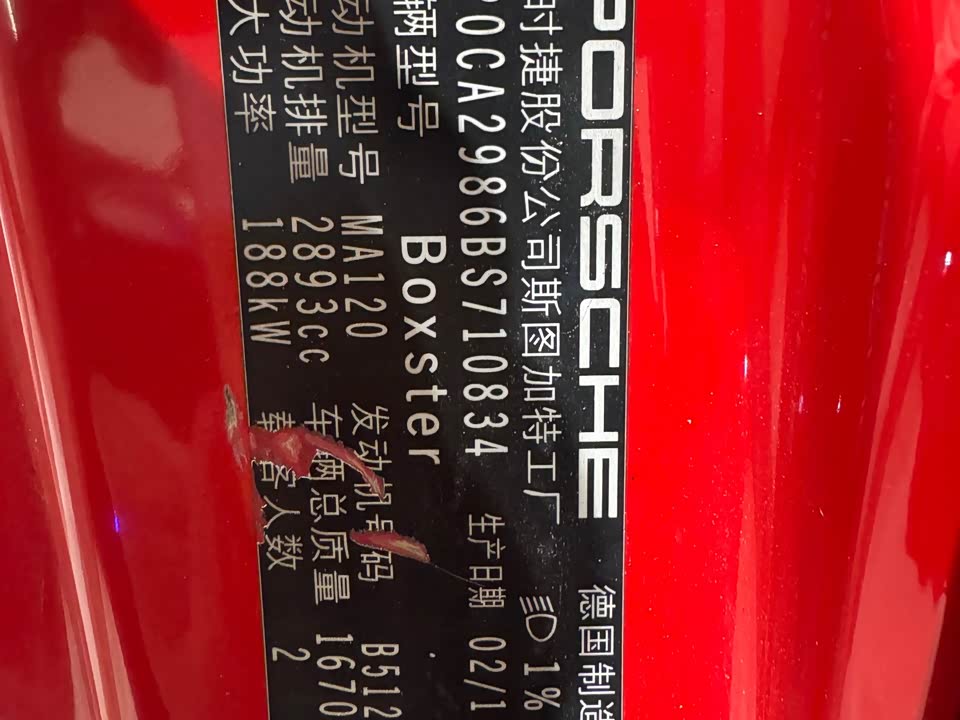 PORSCHE 德国制造
时捷股份公司斯图加特工厂 1%
P0CA2986BS710834 生产日期 02/1
辆型号 Boxster
动机型号 MA120 发动机号码 B512
动机排量 2893cc 车辆总质量 1670
大功率 188kW 载客人数 2